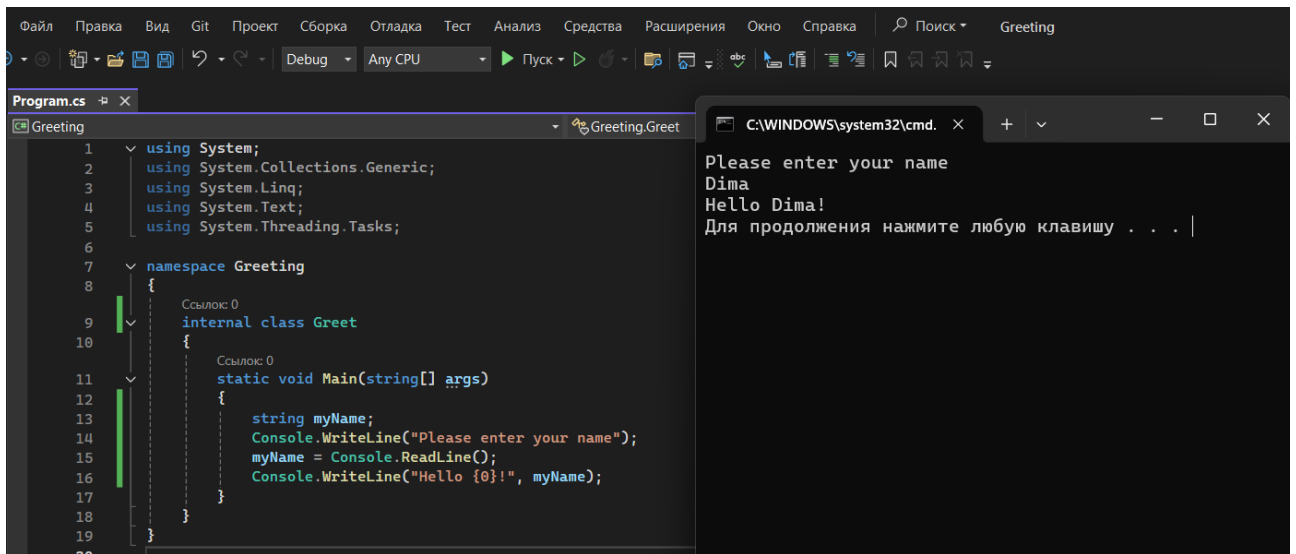 Файл Правка Вид Git Проект Сборка Отладка Тест Анализ Средства Расширения Окно Справка Поиск Greeting
Debug Any CPU Пуск
Program.cs
C# Greeting Greeting.Greet
1 using System;
2 using System.Collections.Generic;
3 using System.Linq;
4 using System.Text;
5 using System.Threading.Tasks;
6
7 namespace Greeting
8 {
Ссылок: 0
9 internal class Greet
10 {
Ссылок: 0
11 static void Main(string[] args)
12 {
13 string myName;
14 Console.WriteLine("Please enter your name");
15 myName = Console.ReadLine();
16 Console.WriteLine("Hello {0}!", myName);
17 }
18 }
19 }
C:\WINDOWS\system32\cmd.
Please enter your name
Dima
Hello Dima!
Для продолжения нажмите любую клавишу . . .